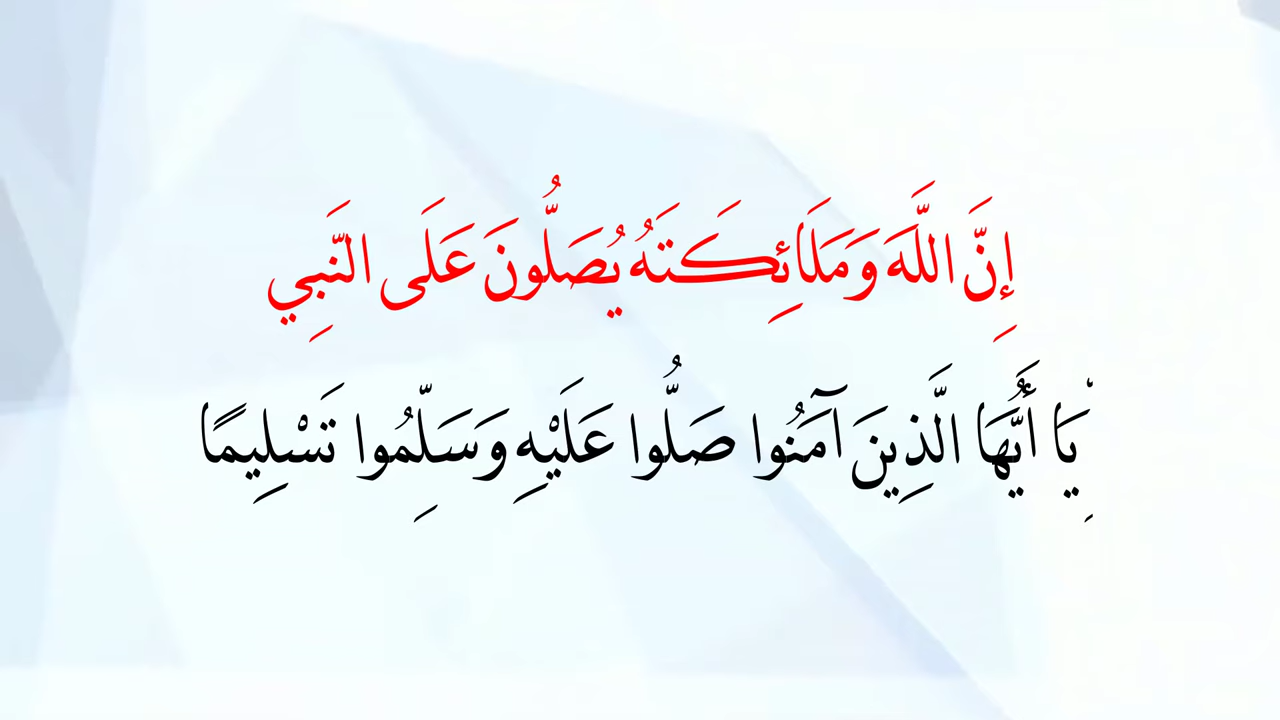 إِنَّ اللَّهَ وَمَلَائِكَتَهُ يُصَلُّونَ عَلَى النَّبِي
يَا أَيُّهَا الَّذِينَ آمَنُوا صَلُّوا عَلَيْهِ وَسَلِّمُوا تَسْلِيمًا